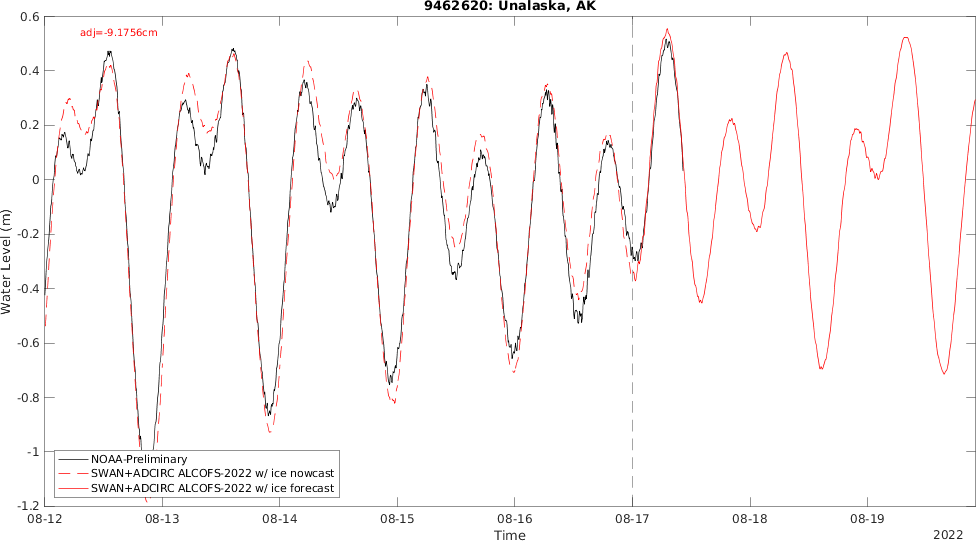 9462620: Unalaska, AK
adj=-9.1756cm
0.6
0.4
0.2
0
-0.2
-0.4
-0.6
-0.8
-1
-1.2
Water Level (m)
NOAA-Preliminary
SWAN+ADCIRC ALCOFS-2022 w/ ice nowcast
SWAN+ADCIRC ALCOFS-2022 w/ ice forecast
08-12 08-13 08-14 08-15 08-16 08-17 08-18 08-19
Time
2022